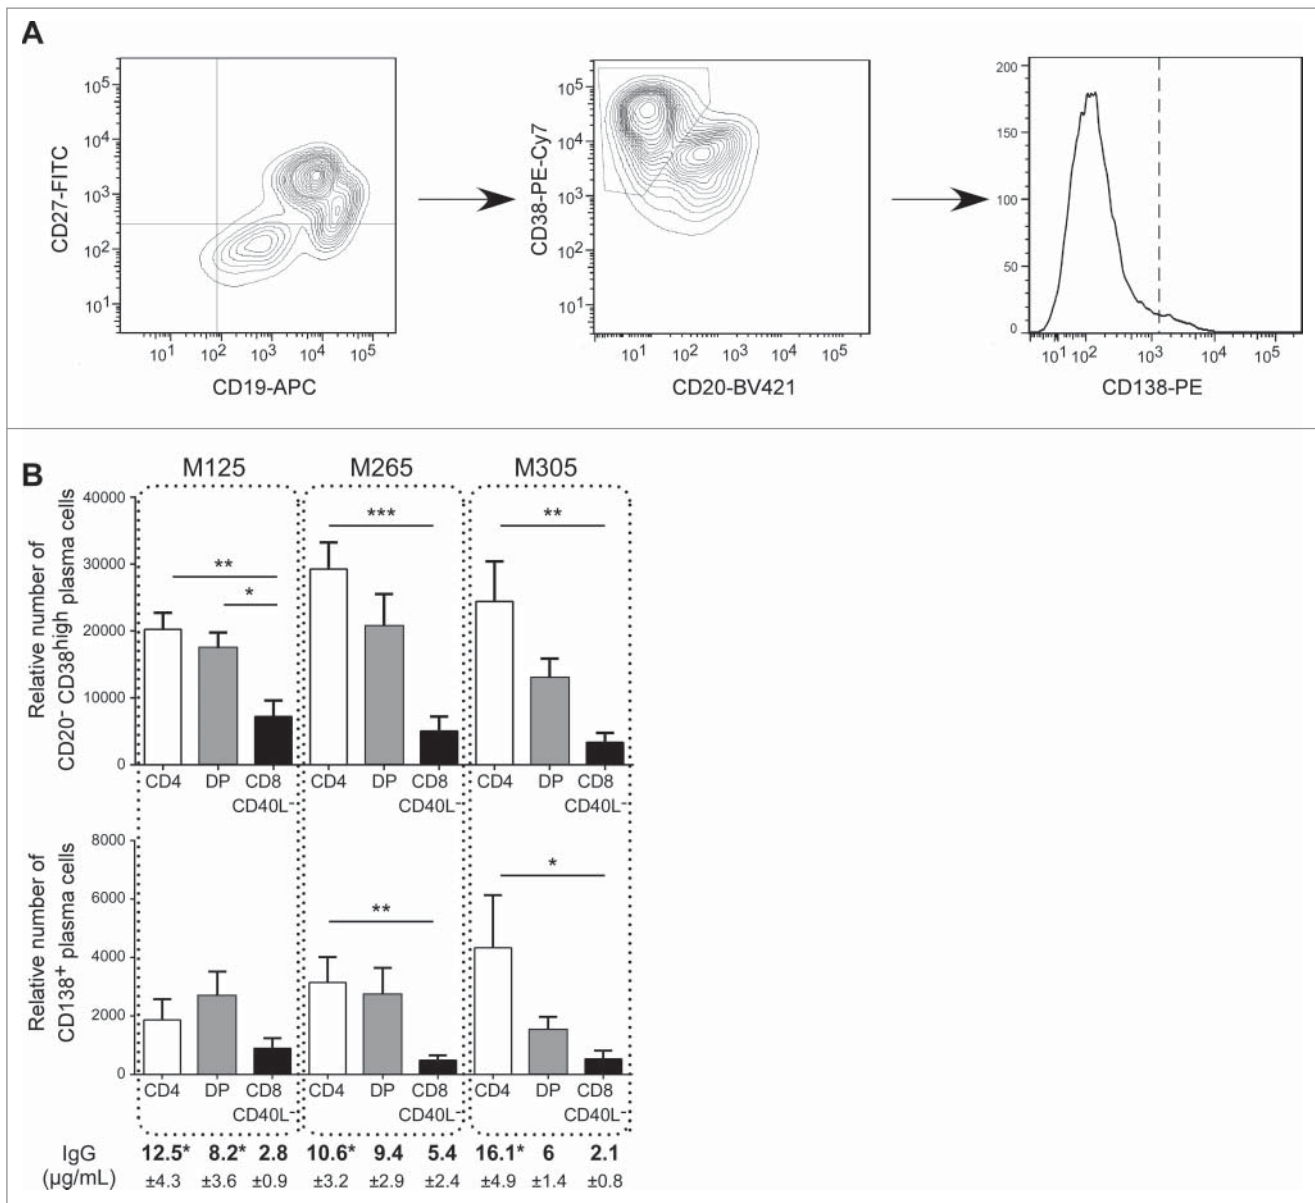 A
CD27-FITC
10⁵
10⁴
10³
10²
10¹
10¹ 10² 10³ 10⁴ 10⁵
CD19-APC
CD38-PE-Cy7
10⁵
10⁴
10³
10²
10¹
10¹ 10² 10³ 10⁴ 10⁵
CD20-BV421
200
150
100
50
0
10¹ 10² 10³ 10⁴ 10⁵
CD138-PE
B
M125 M265 M305
Relative number of
CD20⁻ CD38ʰⁱᵍʰ plasma cells
40000
30000
20000
10000
0
** *
***
**
CD4 DP CD8 CD4 DP CD8 CD4 DP CD8
CD40L⁻ CD40L⁻ CD40L⁻
Relative number of
CD138⁺ plasma cells
8000
6000
4000
2000
0
**
*
CD4 DP CD8 CD4 DP CD8 CD4 DP CD8
CD40L⁻ CD40L⁻ CD40L⁻
IgG 12.5* 8.2* 2.8 10.6* 9.4 5.4 16.1* 6 2.1
(µg/mL) ±4.3 ±3.6 ±0.9 ±3.2 ±2.9 ±2.4 ±4.9 ±1.4 ±0.8